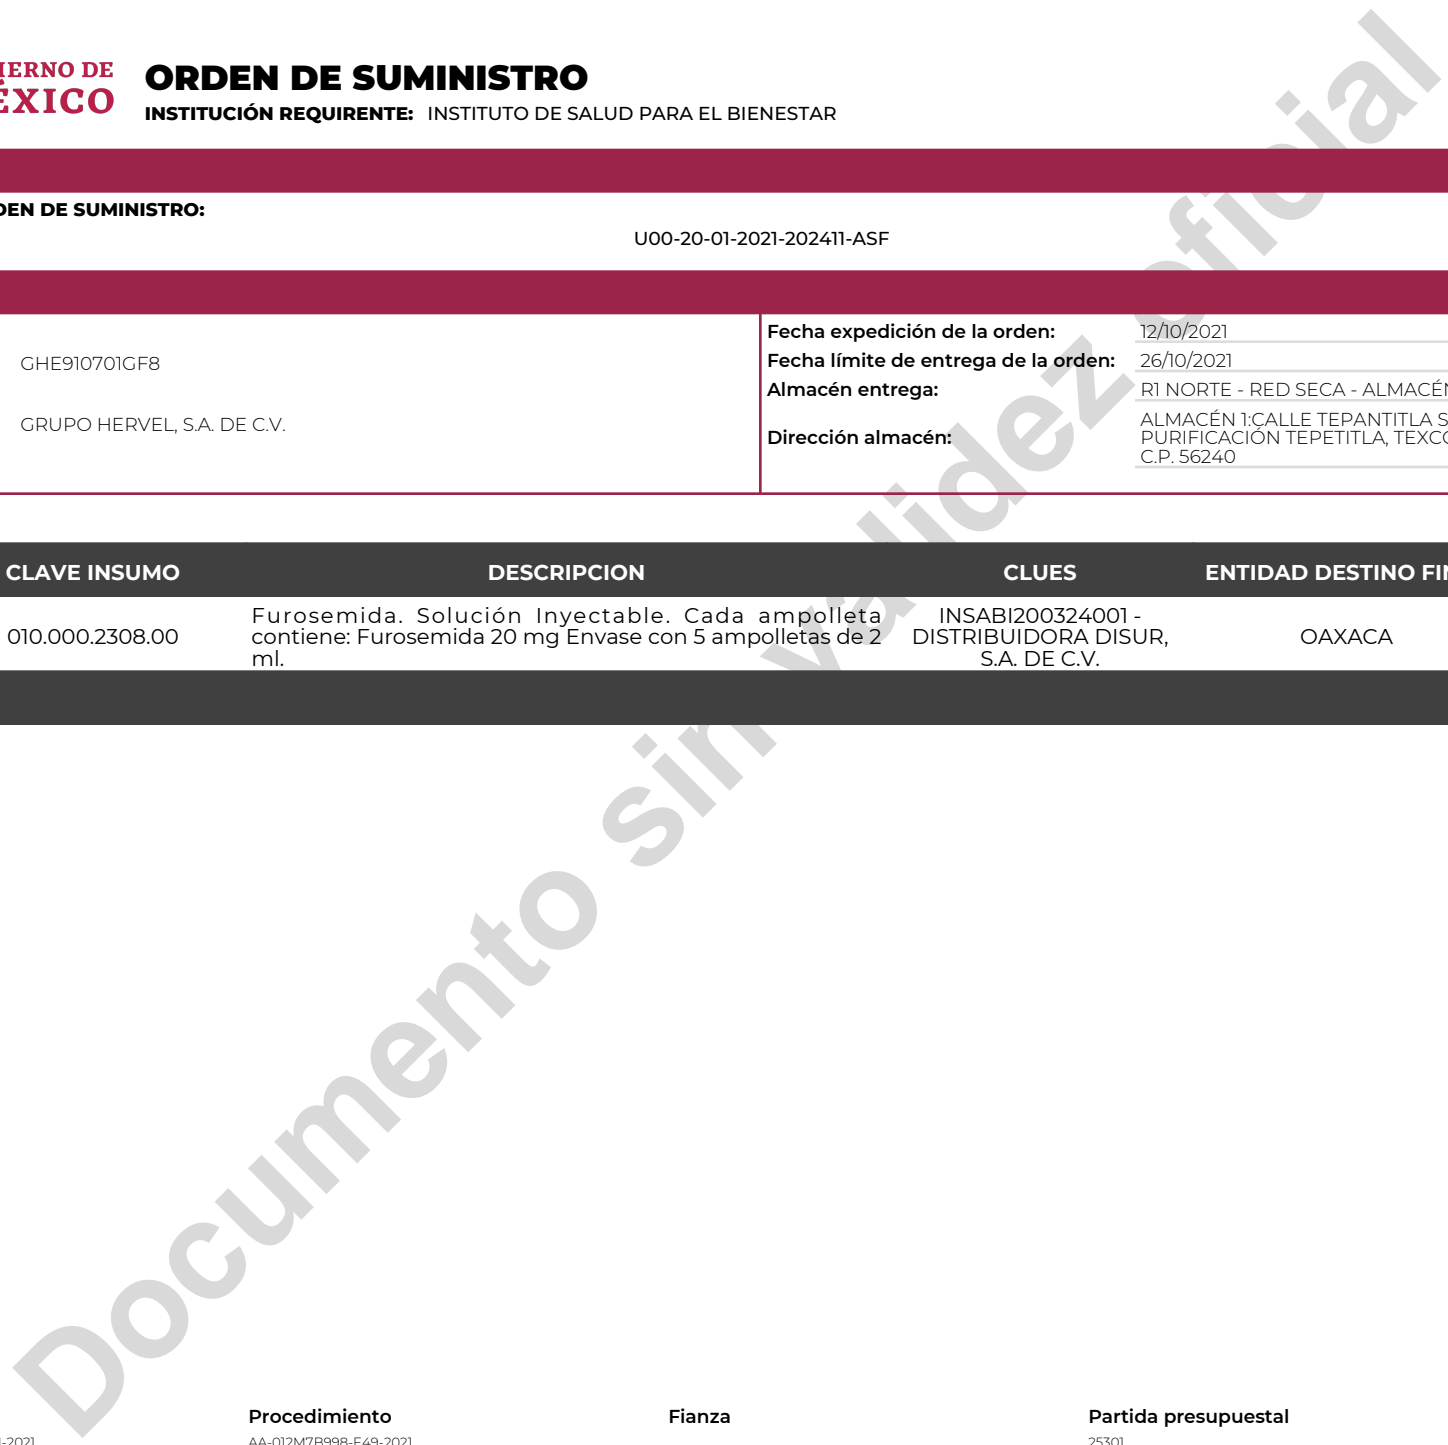 IERNO DE
ÉXICO
ORDEN DE SUMINISTRO
INSTITUCIÓN REQUIRENTE: INSTITUTO DE SALUD PARA EL BIENESTAR
DEN DE SUMINISTRO:
U00-20-01-2021-202411-ASF
GHE910701GF8
GRUPO HERVEL, S.A. DE C.V.
Fecha expedición de la orden: 12/10/2021
Fecha límite de entrega de la orden: 26/10/2021
Almacén entrega: R1 NORTE - RED SECA - ALMACÉN
Dirección almacén:
ALMACÉN 1:CALLE TEPANTITLA S
PURIFICACIÓN TEPETITLA, TEXCO
C.P. 56240
CLAVE INSUMO DESCRIPCION CLUES ENTIDAD DESTINO FIN
010.000.2308.00
Furosemida. Solución Inyectable. Cada ampolleta
contiene: Furosemida 20 mg Envase con 5 ampolletas de 2
ml.
INSABI200324001 -
DISTRIBUIDORA DISUR,
S.A. DE C.V.
OAXACA
Documento sin validez oficial
Procedimiento Fianza Partida presupuestal
-2021 AA-012M7B998-E49-2021 25301